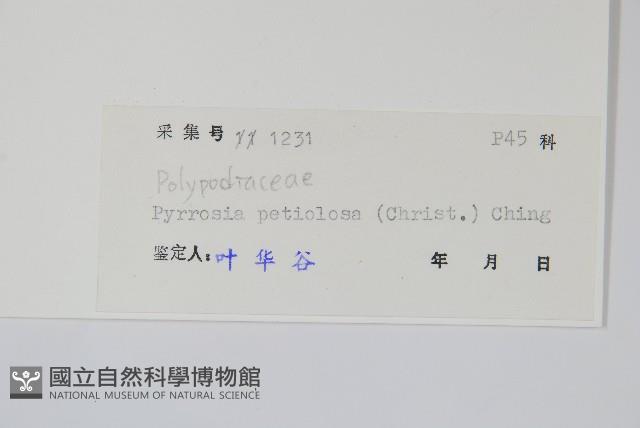 采集号 1231 P45 科
Polypodiaceae
Pyrrosia petiolosa (Christ.) Ching
鉴定人: 叶华谷 年 月 日
國立自然科學博物館
NATIONAL MUSEUM OF NATURAL SCIENCE